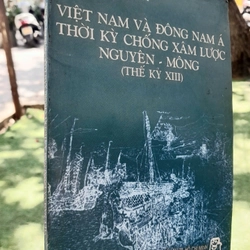 VIỆT NAM VÀ ĐÔNG NAM Á
THỜI KỲ CHỐNG XÂM LƯỢC
NGUYÊN - MÔNG
(THẾ KỶ XIII)